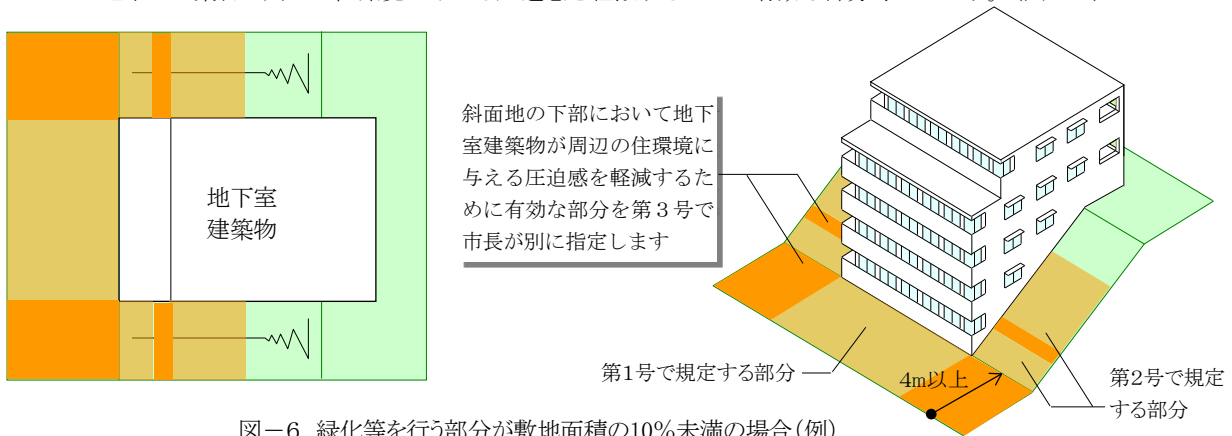 斜面地の下部において地下
室建築物が周辺の住環境に
与える圧迫感を軽減するた
めに有効な部分を第３号で
市長が別に指定します
地下室
建築物
第1号で規定する部分
4m以上
第2号で規定
する部分
図－6 緑化等を行う部分が敷地面積の10％未満の場合(例)